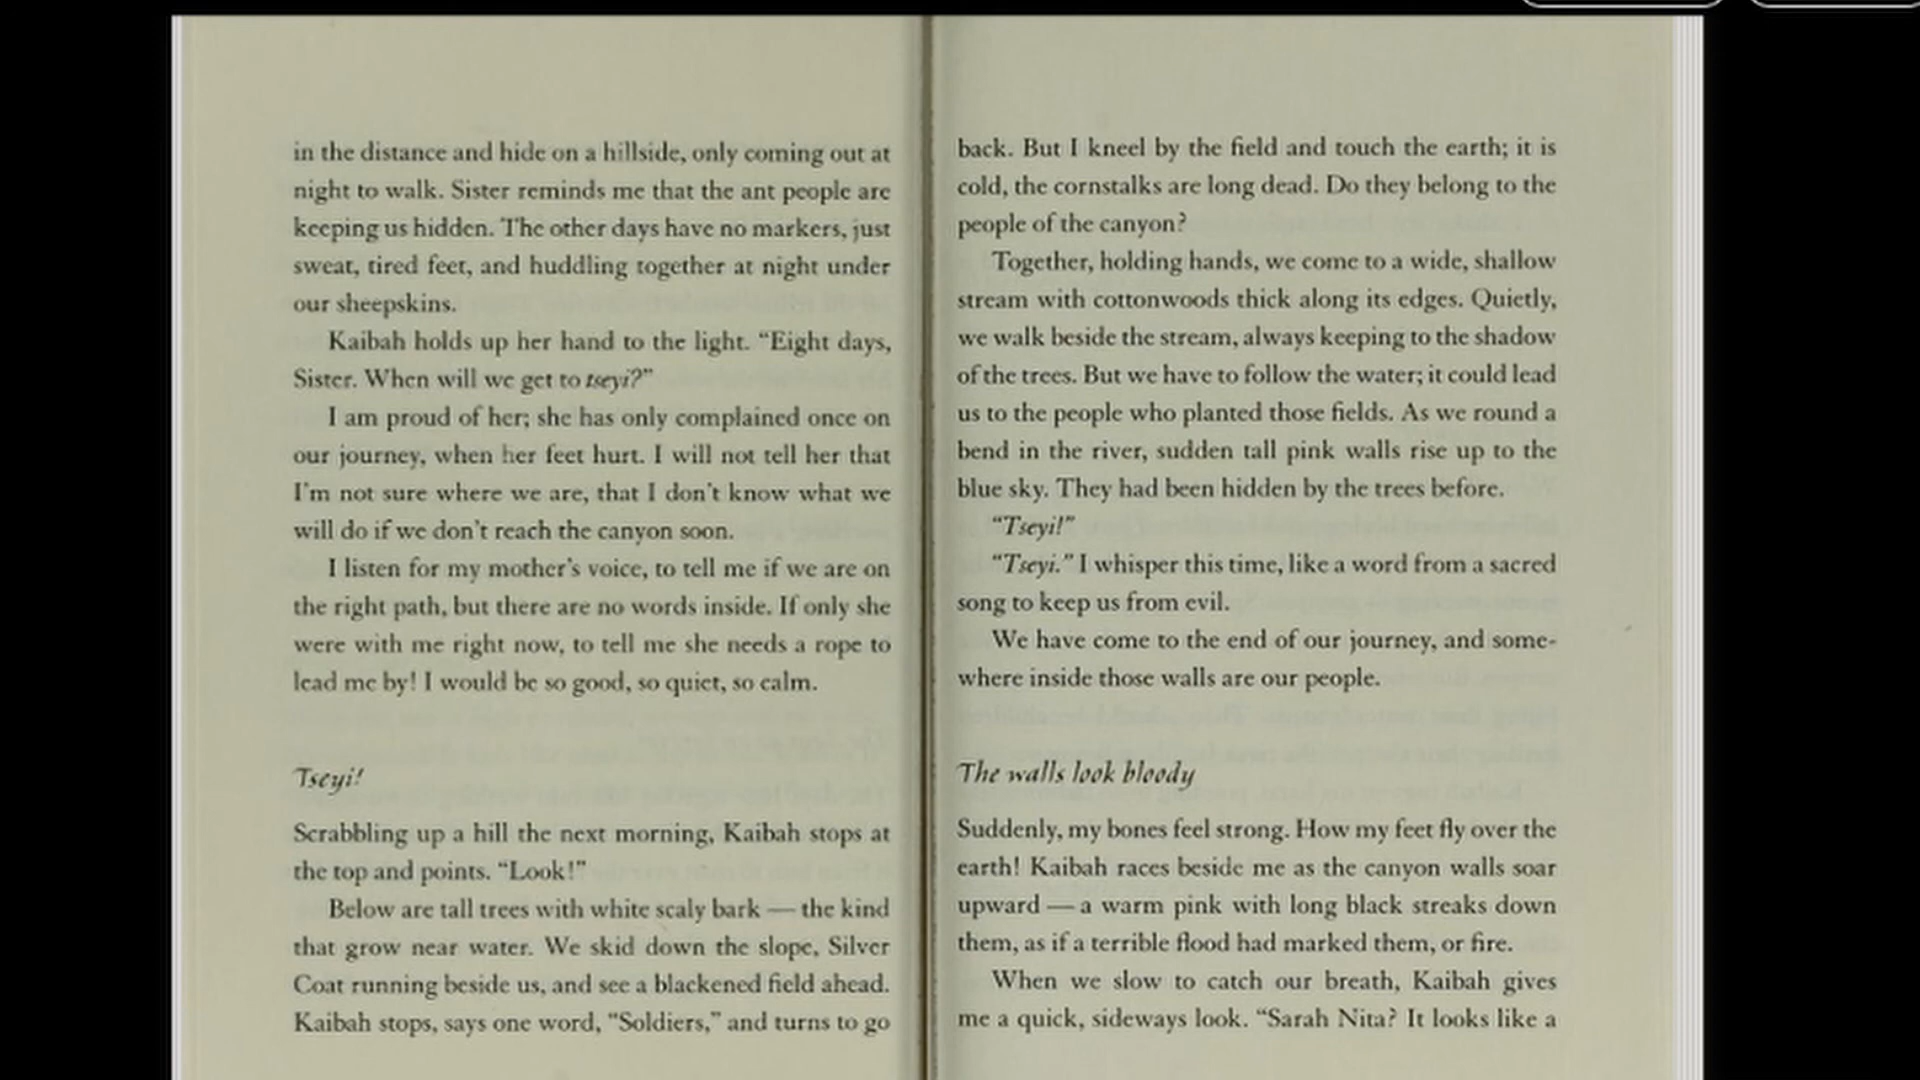 in the distance and hide on a hillside, only coming out at
night to walk. Sister reminds me that the ant people are
keeping us hidden. The other days have no markers, just
sweat, tired feet, and huddling together at night under
our sheepskins.
Kaibah holds up her hand to the light. “Eight days,
Sister. When will we get to tseyi?”
I am proud of her; she has only complained once on
our journey, when her feet hurt. I will not tell her that
I’m not sure where we are, that I don’t know what we
will do if we don’t reach the canyon soon.
I listen for my mother’s voice, to tell me if we are on
the right path, but there are no words inside. If only she
were with me right now, to tell me she needs a rope to
lead me by! I would be so good, so quiet, so calm.
Tseyi!
Scrabbling up a hill the next morning, Kaibah stops at
the top and points. “Look!”
Below are tall trees with white scaly bark — the kind
that grow near water. We skid down the slope, Silver
Coat running beside us, and see a blackened field ahead.
Kaibah stops, says one word, “Soldiers,” and turns to go
back. But I kneel by the field and touch the earth; it is
cold, the cornstalks are long dead. Do they belong to the
people of the canyon?
Together, holding hands, we come to a wide, shallow
stream with cottonwoods thick along its edges. Quietly,
we walk beside the stream, always keeping to the shadow
of the trees. But we have to follow the water; it could lead
us to the people who planted those fields. As we round a
bend in the river, sudden tall pink walls rise up to the
blue sky. They had been hidden by the trees before.
“Tseyi!”
“Tseyi.” I whisper this time, like a word from a sacred
song to keep us from evil.
We have come to the end of our journey, and some-
where inside those walls are our people.
The walls look bloody
Suddenly, my bones feel strong. How my feet fly over the
earth! Kaibah races beside me as the canyon walls soar
upward — a warm pink with long black streaks down
them, as if a terrible flood had marked them, or fire.
When we slow to catch our breath, Kaibah gives
me a quick, sideways look. “Sarah Nita? It looks like a